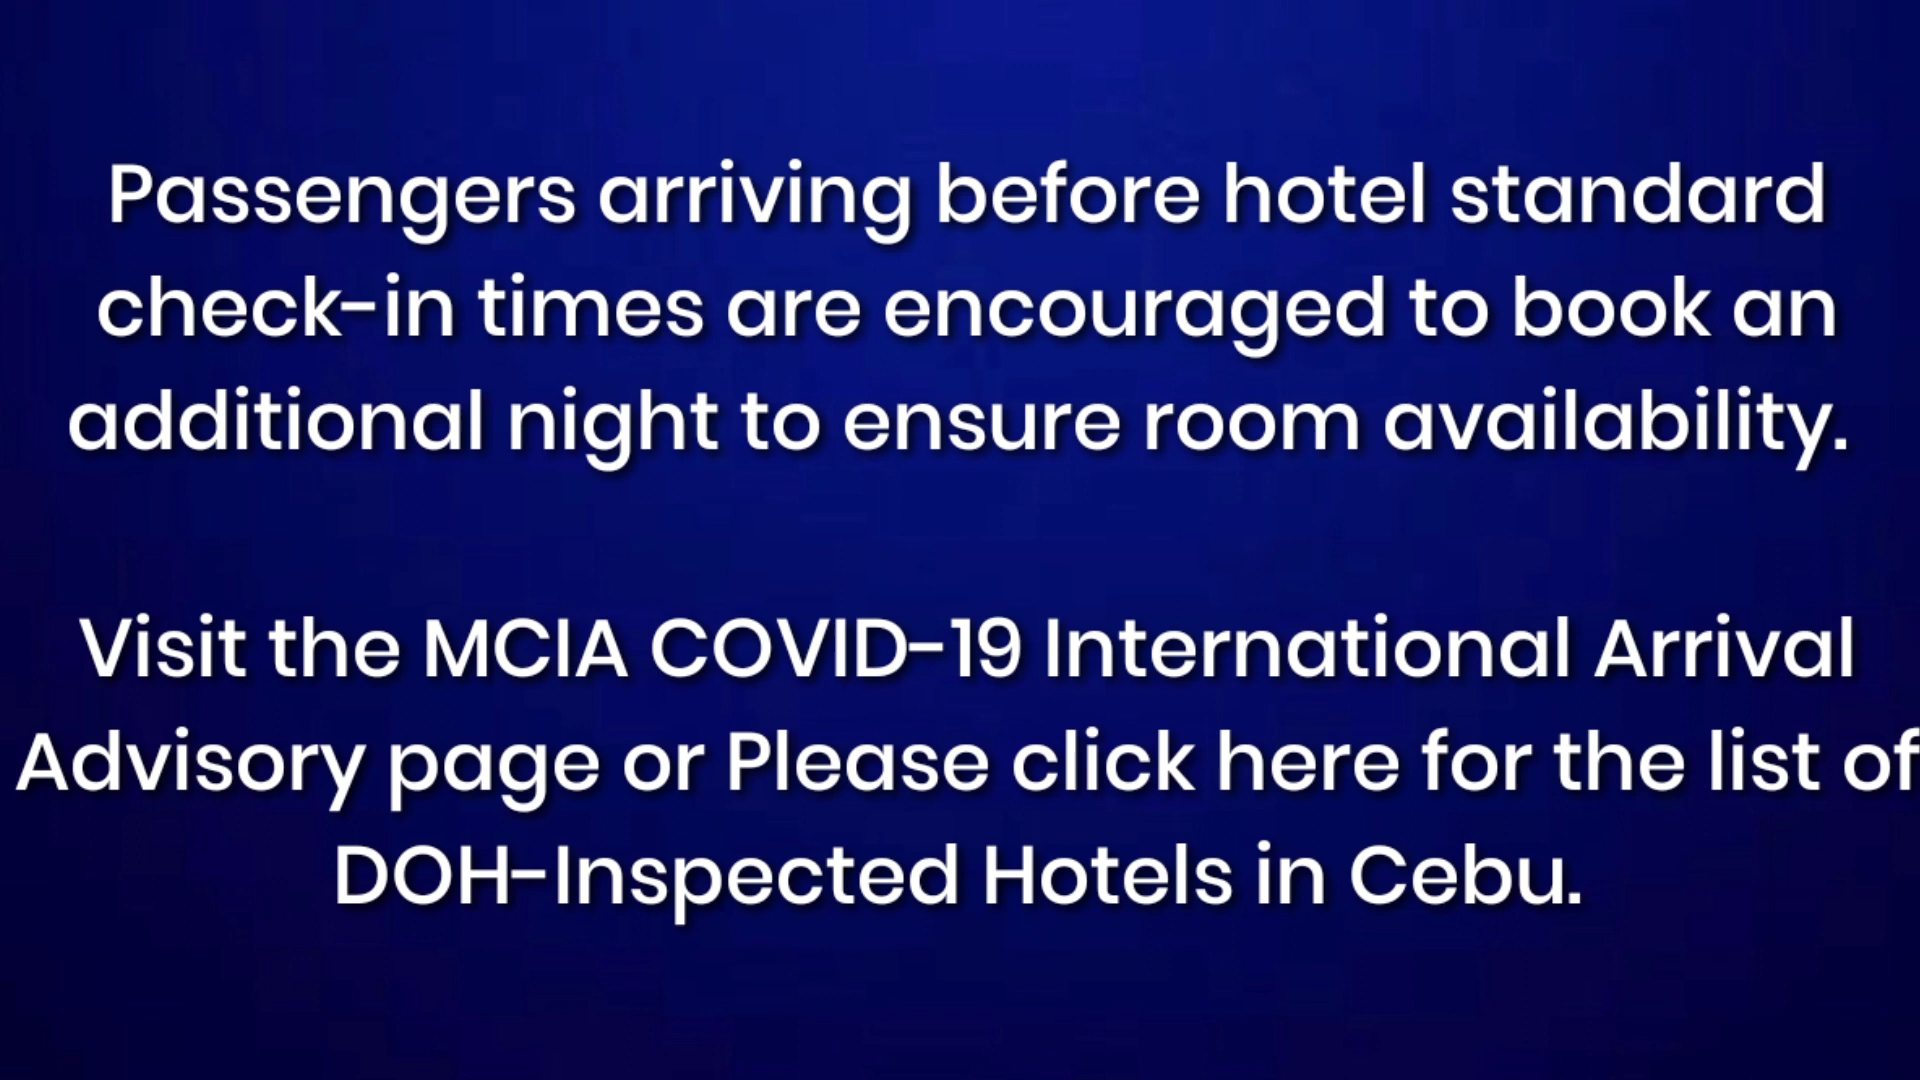 Passengers arriving before hotel standard
check-in times are encouraged to book an
additional night to ensure room availability.
Visit the MCIA COVID-19 International Arrival
Advisory page or Please click here for the list of
DOH-Inspected Hotels in Cebu.